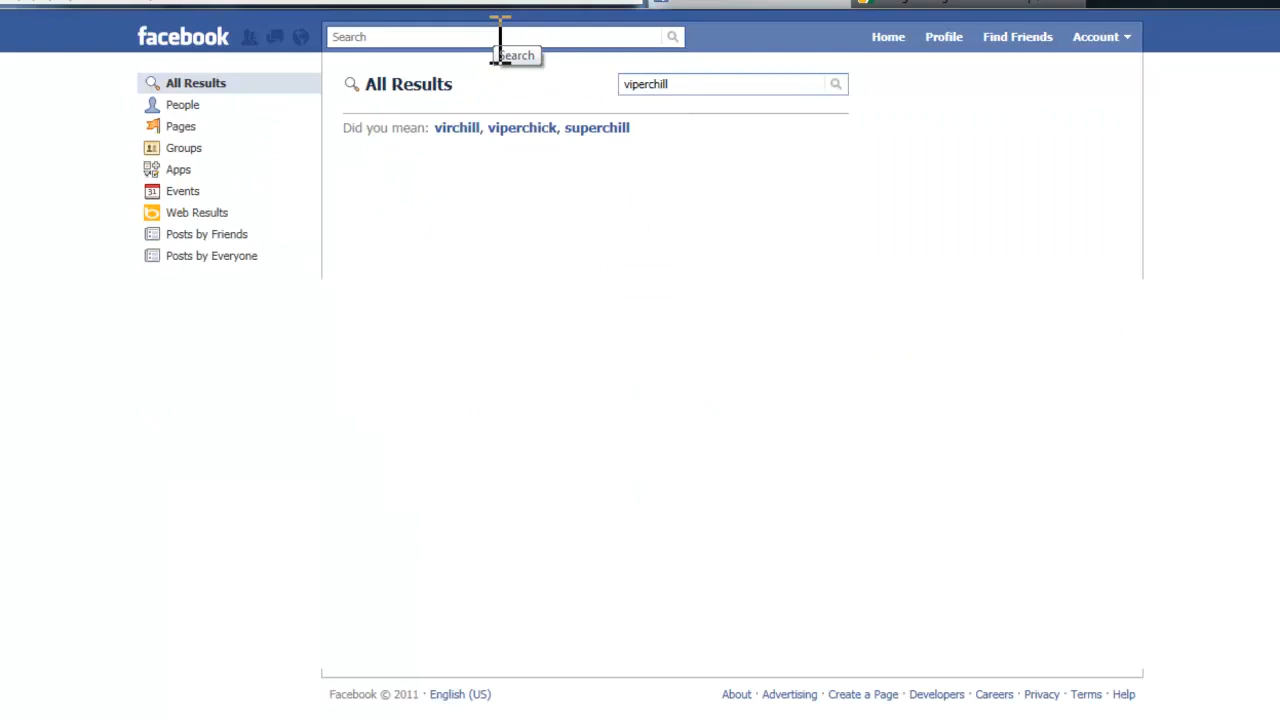 facebook
Search
Home Profile Find Friends Account
Search
All Results
People
Pages
Groups
Apps
31 Events
Web Results
Posts by Friends
Posts by Everyone
All Results
viperchill
Did you mean: virchill, viperchick, superchill
Facebook © 2011 · English (US)
About · Advertising · Create a Page · Developers · Careers · Privacy · Terms · Help